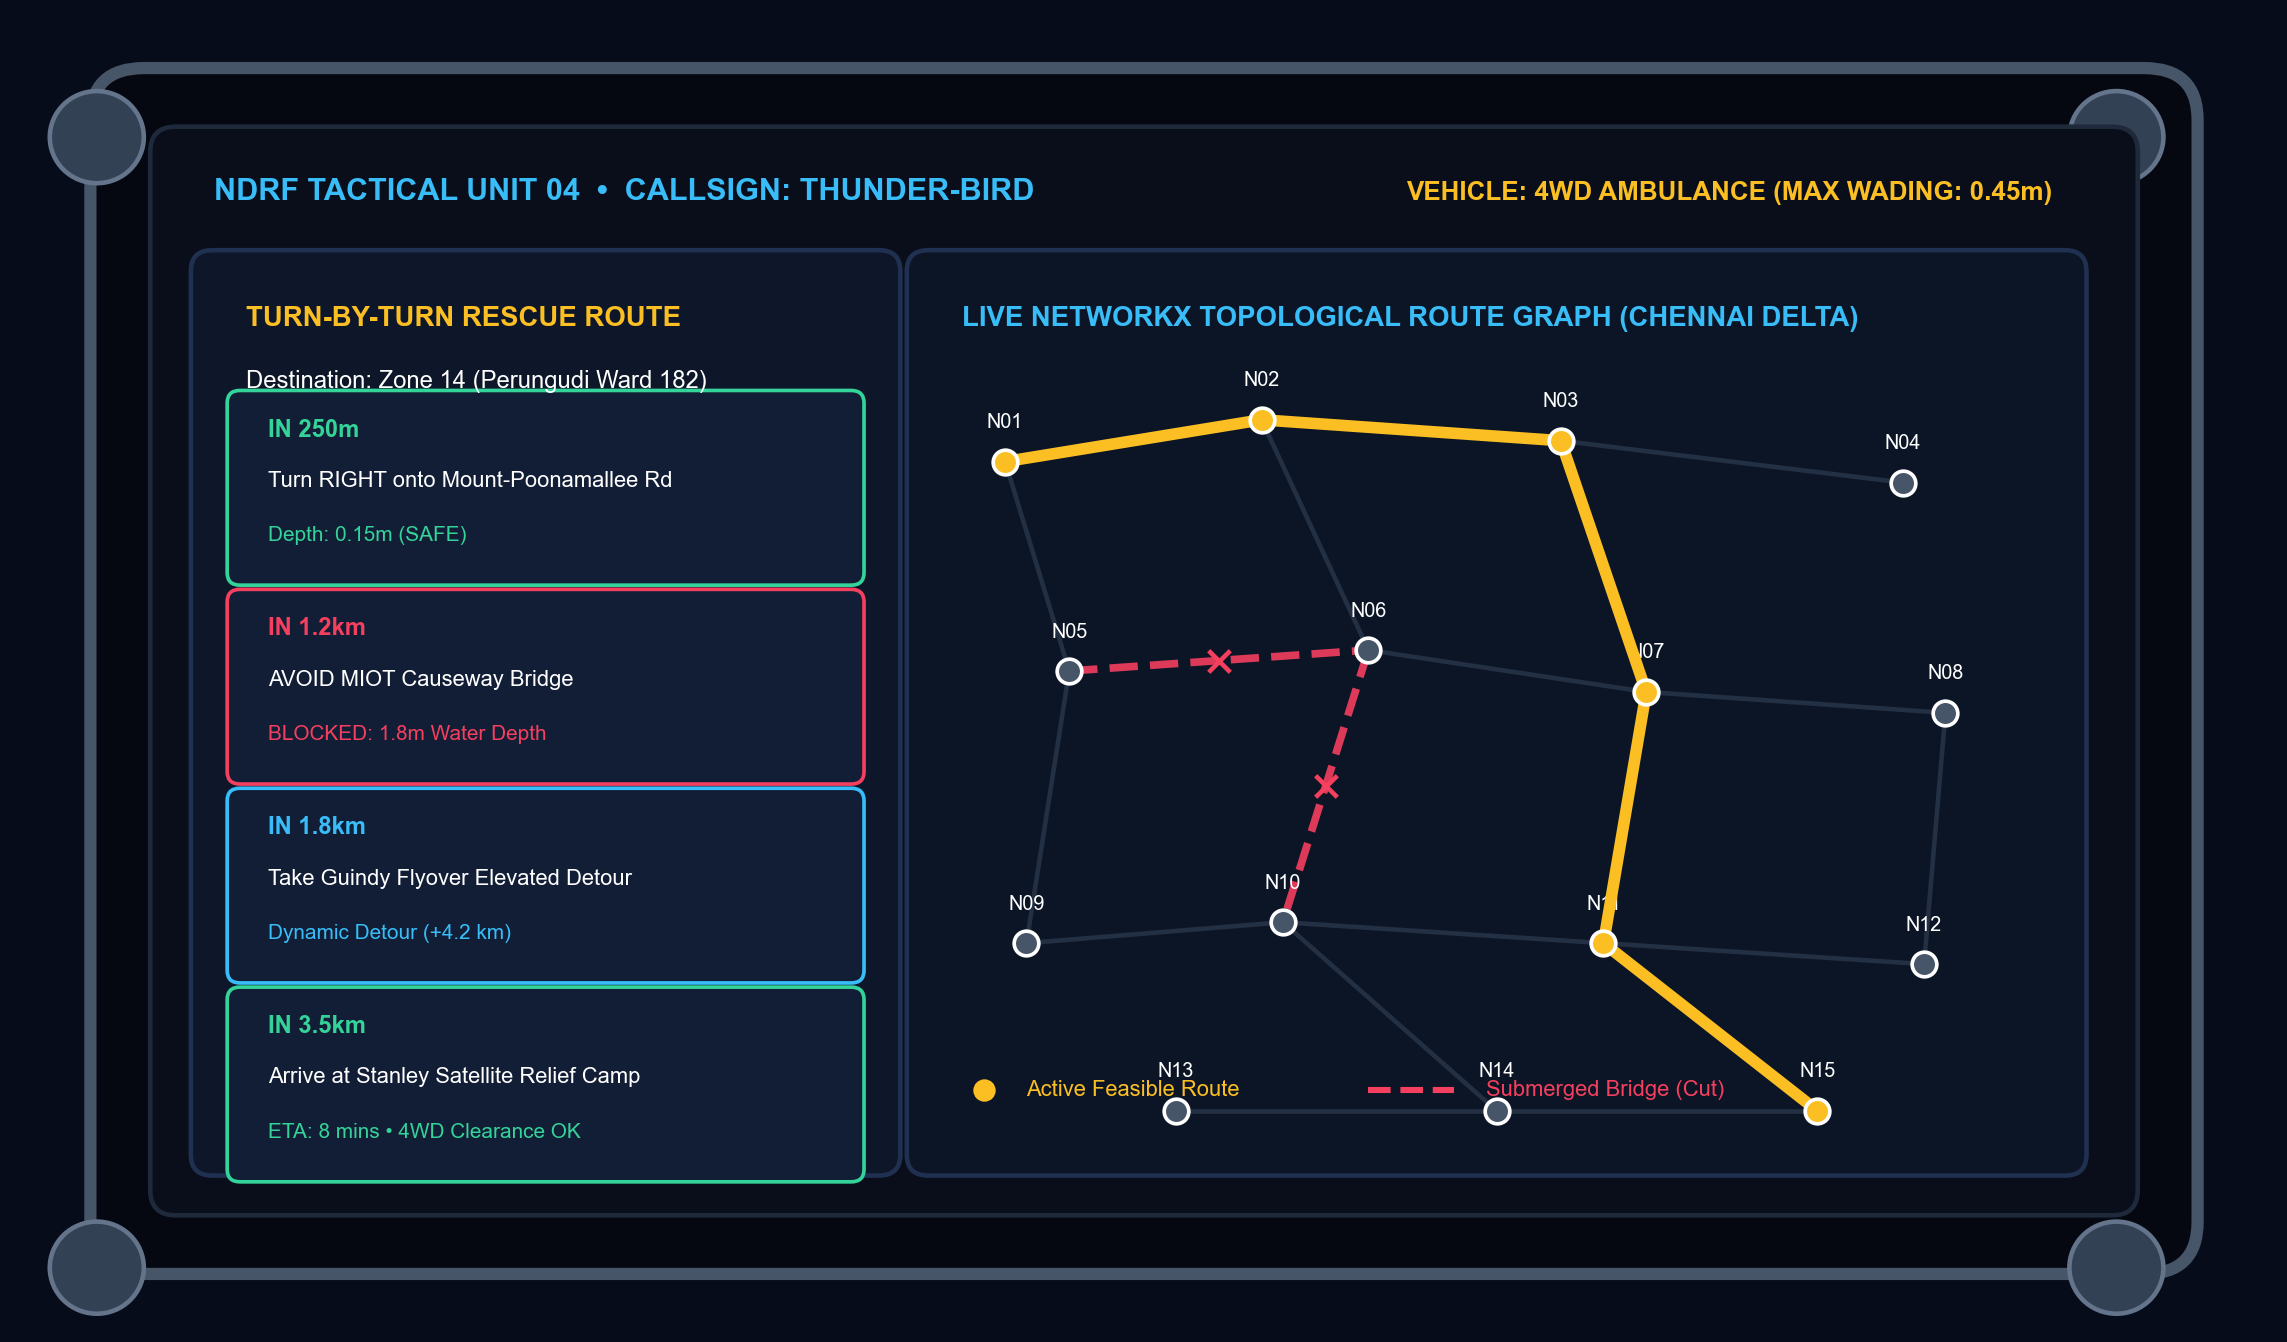 NDRF TACTICAL UNIT 04 • CALLSIGN: THUNDER-BIRD
VEHICLE: 4WD AMBULANCE (MAX WADING: 0.45m)
TURN-BY-TURN RESCUE ROUTE
Destination: Zone 14 (Perungudi Ward 182)
IN 250m
Turn RIGHT onto Mount-Poonamallee Rd
Depth: 0.15m (SAFE)
IN 1.2km
AVOID MIOT Causeway Bridge
BLOCKED: 1.8m Water Depth
IN 1.8km
Take Guindy Flyover Elevated Detour
Dynamic Detour (+4.2 km)
IN 3.5km
Arrive at Stanley Satellite Relief Camp
ETA: 8 mins • 4WD Clearance OK
LIVE NETWORKX TOPOLOGICAL ROUTE GRAPH (CHENNAI DELTA)
N01
N02
N03
N04
N05
N06
N07
N08
N09
N10
N11
N12
N13
N14
N15
Active Feasible Route
Submerged Bridge (Cut)